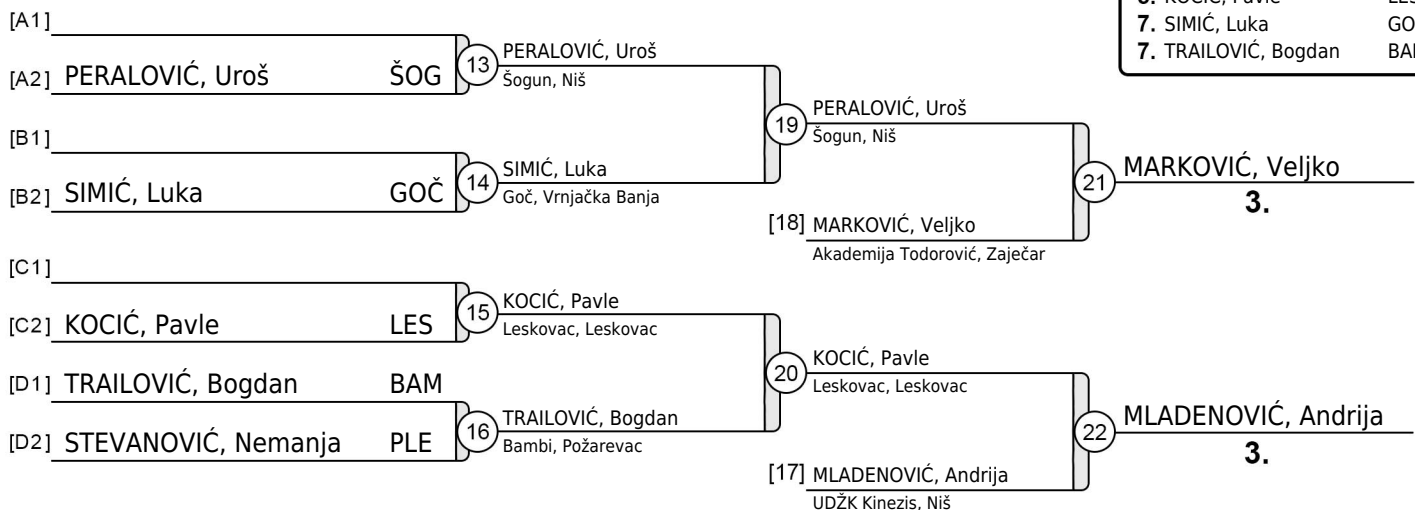 [A1]
[A2] PERALOVIĆ, Uroš ŠOG
13
PERALOVIĆ, Uroš
Šogun, Niš
[B1]
[B2] SIMIĆ, Luka GOČ
14
SIMIĆ, Luka
Goč, Vrnjačka Banja
19
PERALOVIĆ, Uroš
Šogun, Niš
[18] MARKOVIĆ, Veljko
Akademija Todorović, Zaječar
21
MARKOVIĆ, Veljko
3.
[C1]
[C2] KOCIĆ, Pavle LES
15
KOCIĆ, Pavle
Leskovac, Leskovac
[D1] TRAILOVIĆ, Bogdan BAM
[D2] STEVANOVIĆ, Nemanja PLE
16
TRAILOVIĆ, Bogdan
Bambi, Požarevac
20
KOCIĆ, Pavle
Leskovac, Leskovac
[17] MLADENOVIĆ, Andrija
UDŽK Kinezis, Niš
22
MLADENOVIĆ, Andrija
3.
7. SIMIĆ, Luka GO
7. TRAILOVIĆ, Bogdan